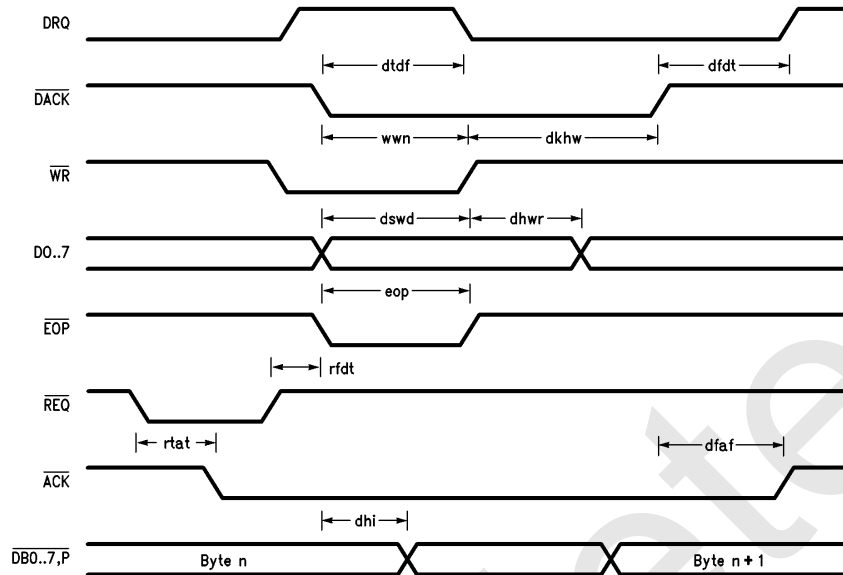 DRQ
dtdf
dfdt
DACK
wwn
dkhw
WR
dswd
dhwr
D0..7
eop
EOP
rfdt
REQ
rtat
dfaf
ACK
dhi
DB0..7,P
Byte n
Byte n + 1